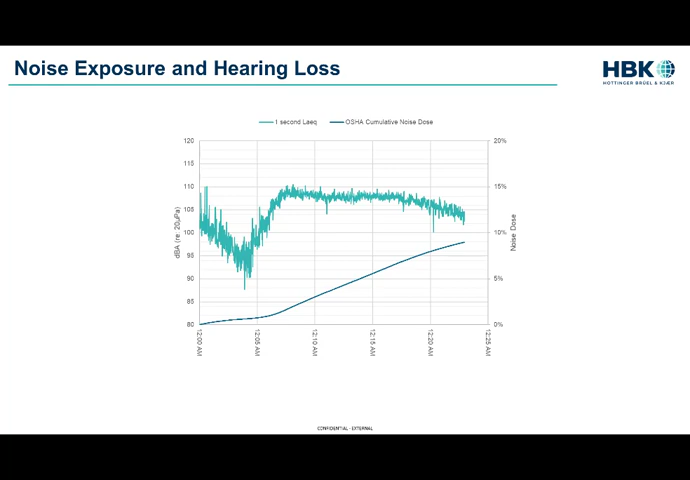 Noise Exposure and Hearing Loss
HBK
HOTTINGER BRÜEL & KJÆR
1 second Laeq
OSHA Cumulative Noise Dose
120
115
110
105
100
95
90
85
80
dBA (re. 20µPa)
20%
15%
10%
5%
0%
Noise Dose
12:00 AM
12:05 AM
12:10 AM
12:15 AM
12:20 AM
12:25 AM
CONFIDENTIAL - EXTERNAL